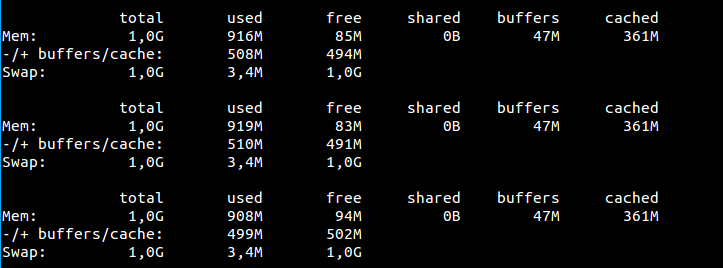 total       used       free     shared    buffers     cached
Mem:          1,0G       916M        85M         0B        47M       361M
-/+ buffers/cache:       508M       494M
Swap:         1,0G       3,4M       1,0G
             total       used       free     shared    buffers     cached
Mem:          1,0G       919M        83M         0B        47M       361M
-/+ buffers/cache:       510M       491M
Swap:         1,0G       3,4M       1,0G
             total       used       free     shared    buffers     cached
Mem:          1,0G       908M        94M         0B        47M       361M
-/+ buffers/cache:       499M       502M
Swap:         1,0G       3,4M       1,0G